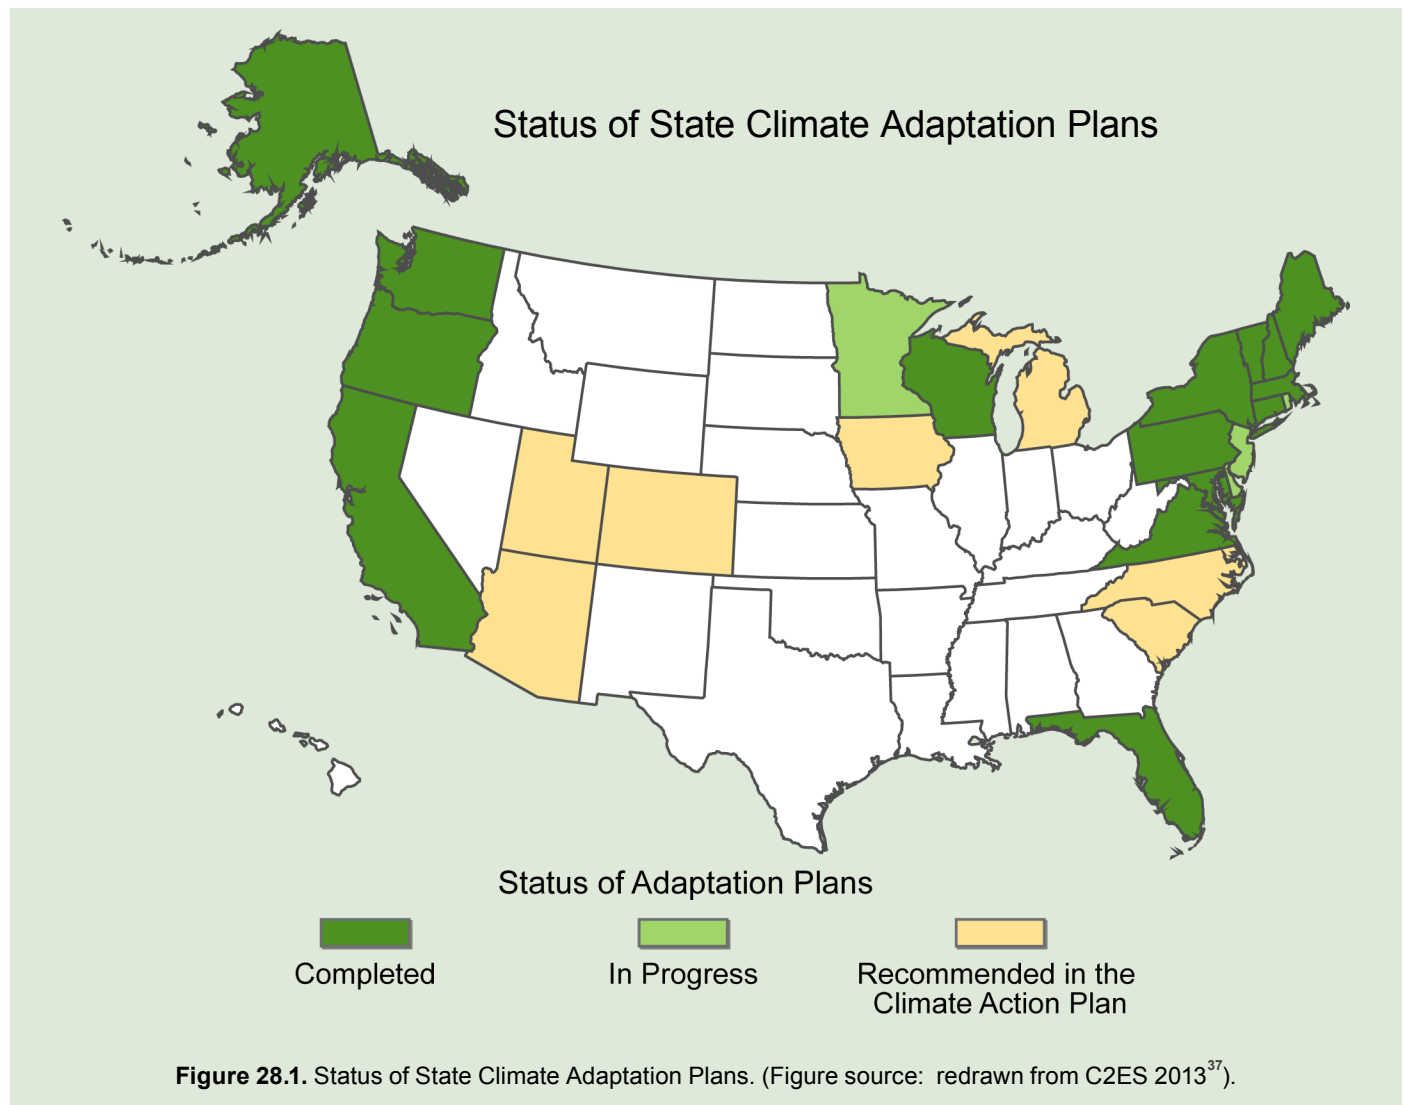 Status of State Climate Adaptation Plans
Status of Adaptation Plans
Completed
In Progress
Recommended in the
Climate Action Plan
Figure 28.1. Status of State Climate Adaptation Plans. (Figure source: redrawn from C2ES 2013³⁷).